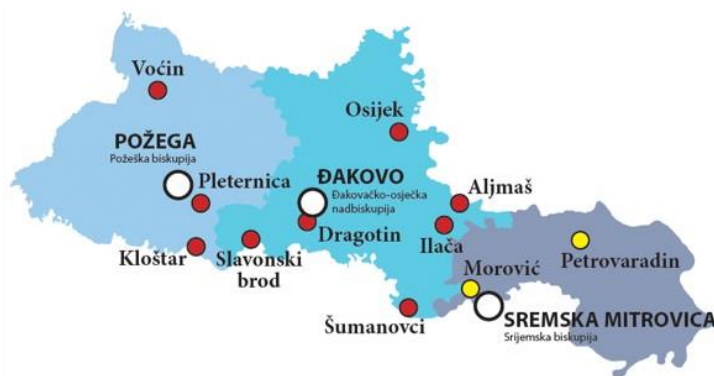 Voćin
Osijek
POŽEGA
Požeška biskupija
ĐAKOVO
Đakovačko-osječka
nadbiskupija
Pleternica
Aljmaš
Dragotin
Ilača
Kloštar
Slavonski
brod
Morović
Petrovaradin
Šumanovci
SREMSKA MITROVICA
Srijemska biskupija